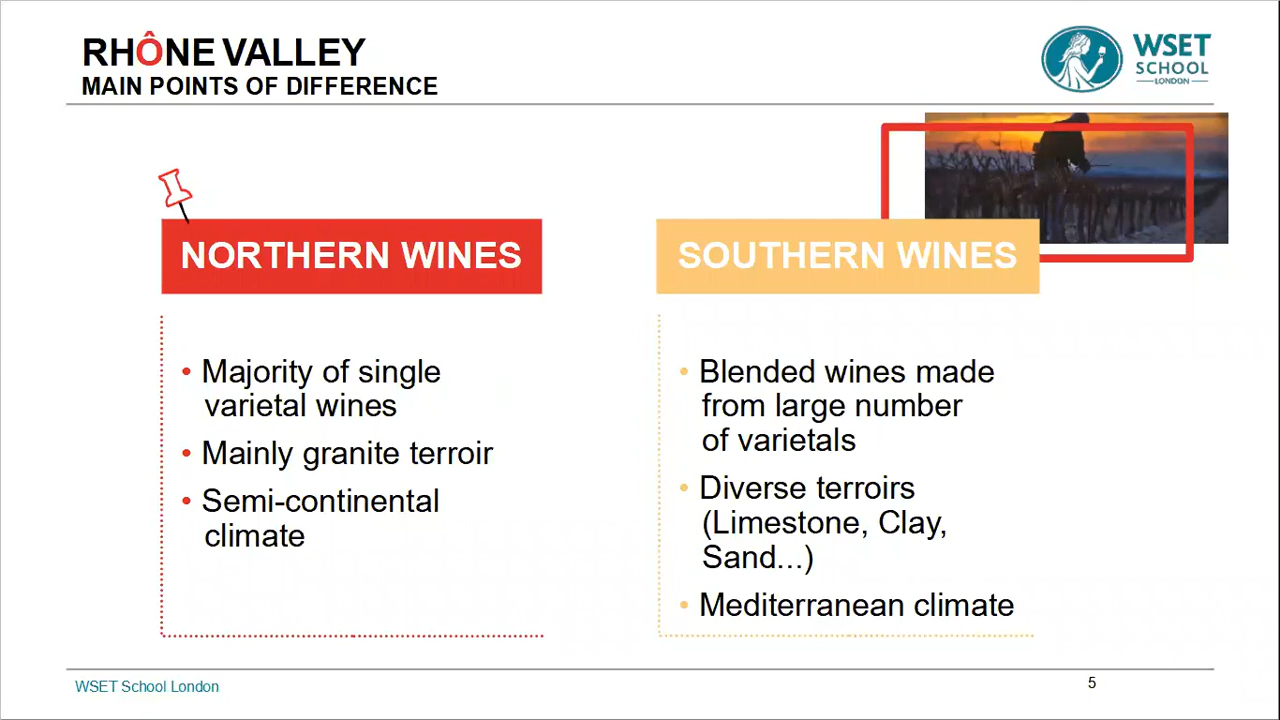 RHÔNE VALLEY
MAIN POINTS OF DIFFERENCE
WSET
SCHOOL
LONDON
NORTHERN WINES
• Majority of single
varietal wines
• Mainly granite terroir
• Semi-continental
climate
SOUTHERN WINES
• Blended wines made
from large number
of varietals
• Diverse terroirs
(Limestone, Clay,
Sand...)
• Mediterranean climate
WSET School London
5